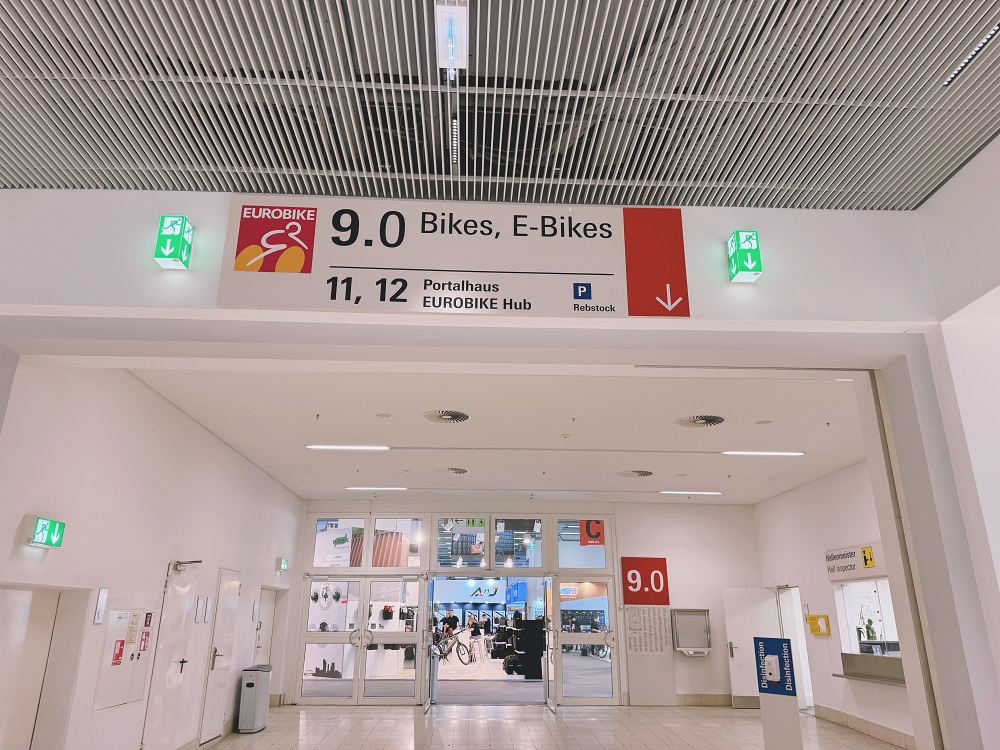 EUROBIKE
9.0 Bikes, E-Bikes
11, 12 Portalhaus
EUROBIKE Hub
P
Rebstock
C
9.0
Hallenmeister
Hall Inspector
Disinfection
Disinfection